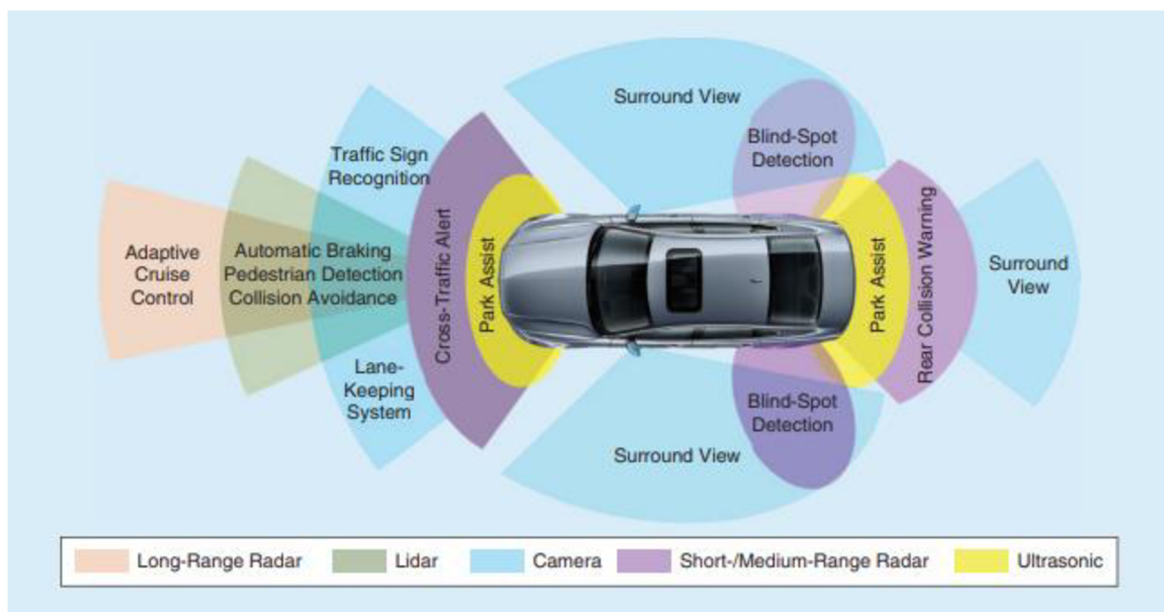 Surround View
Blind-Spot
Detection
Traffic Sign
Recognition
Adaptive
Cruise
Control
Automatic Braking
Pedestrian Detection
Collision Avoidance
Cross-Traffic Alert
Park Assist
Park Assist
Rear Collision Warning
Surround
View
Lane-
Keeping
System
Blind-Spot
Detection
Surround View
Long-Range Radar
Lidar
Camera
Short-/Medium-Range Radar
Ultrasonic